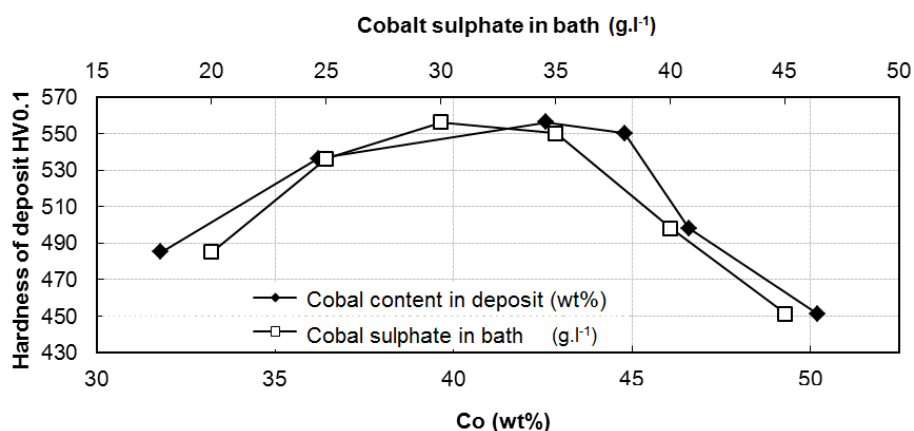 Cobalt sulphate in bath (g.l⁻¹)
15 20 25 30 35 40 45 50
Hardness of deposit HV0.1
570
550
530
510
490
470
450
430
Cobal content in deposit (wt%)
Cobal sulphate in bath (g.l⁻¹)
30 35 40 45 50
Co (wt%)